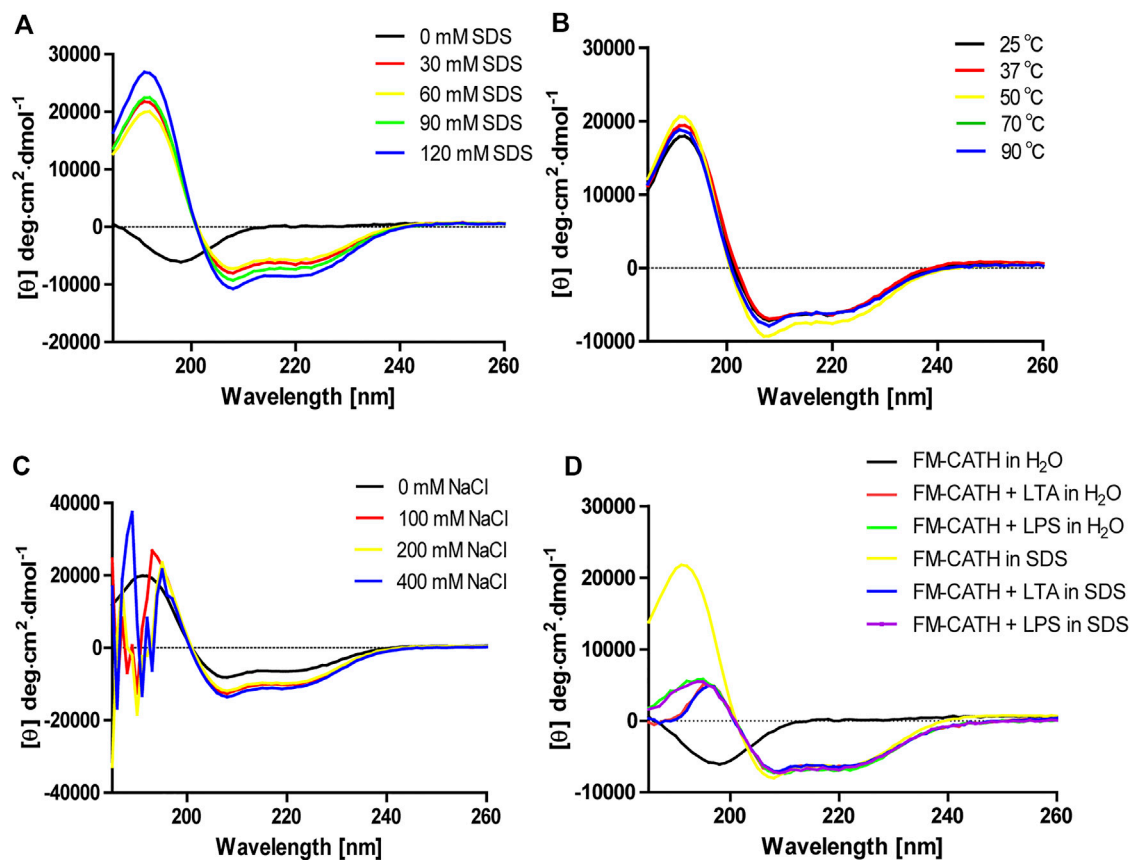 A
0 mM SDS
30 mM SDS
60 mM SDS
90 mM SDS
120 mM SDS
30000
20000
10000
0
-10000
-20000
200
220
240
260
[θ] deg·cm²·dmol⁻¹
Wavelength [nm]
B
25 °C
37 °C
50 °C
70 °C
90 °C
30000
20000
10000
0
-10000
200
220
240
260
[θ] deg·cm²·dmol⁻¹
Wavelength [nm]
C
0 mM NaCl
100 mM NaCl
200 mM NaCl
400 mM NaCl
40000
20000
0
-20000
-40000
200
220
240
260
[θ] deg·cm²·dmol⁻¹
Wavelength [nm]
D
FM-CATH in H₂O
FM-CATH + LTA in H₂O
FM-CATH + LPS in H₂O
FM-CATH in SDS
FM-CATH + LTA in SDS
FM-CATH + LPS in SDS
30000
20000
10000
0
-10000
200
220
240
260
[θ] deg·cm²·dmol⁻¹
Wavelength [nm]